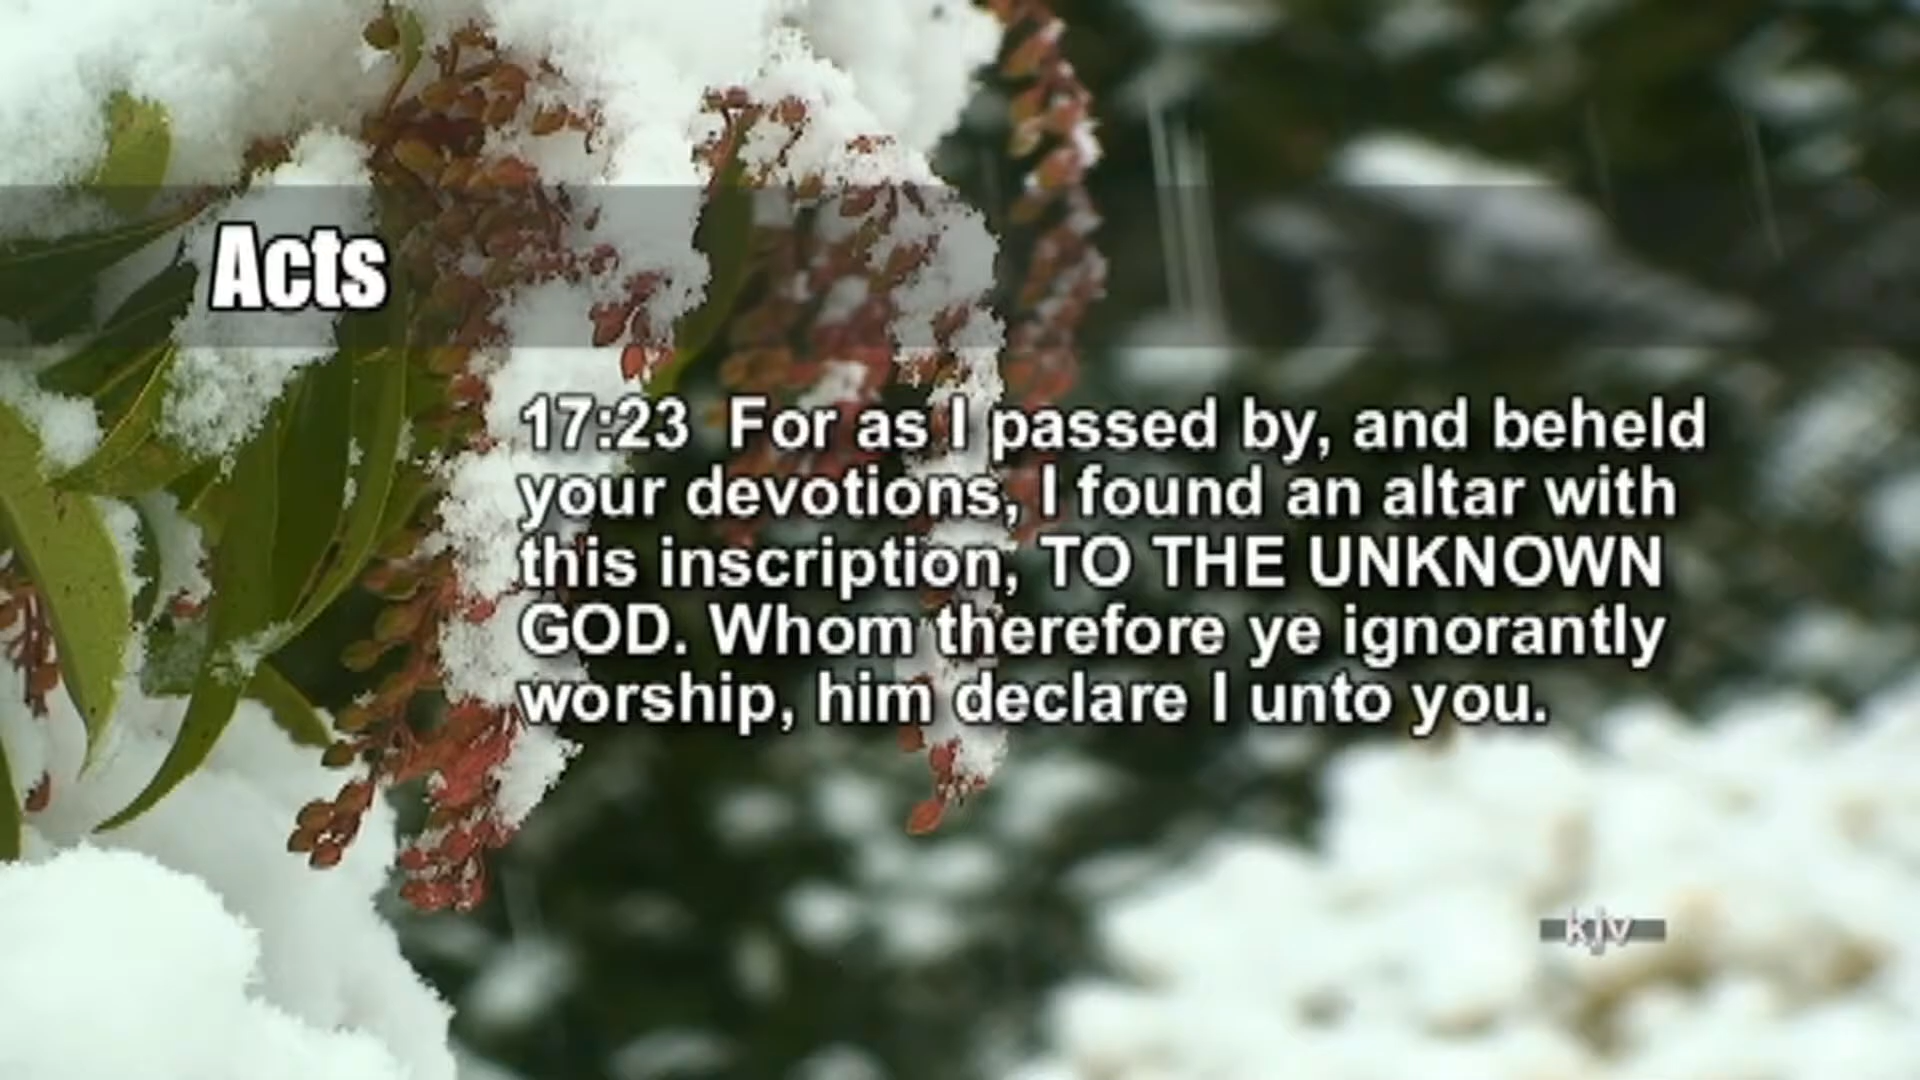 Acts
17:23 For as I passed by, and beheld
your devotions, I found an altar with
this inscription, TO THE UNKNOWN
GOD. Whom therefore ye ignorantly
worship, him declare I unto you.
kjv